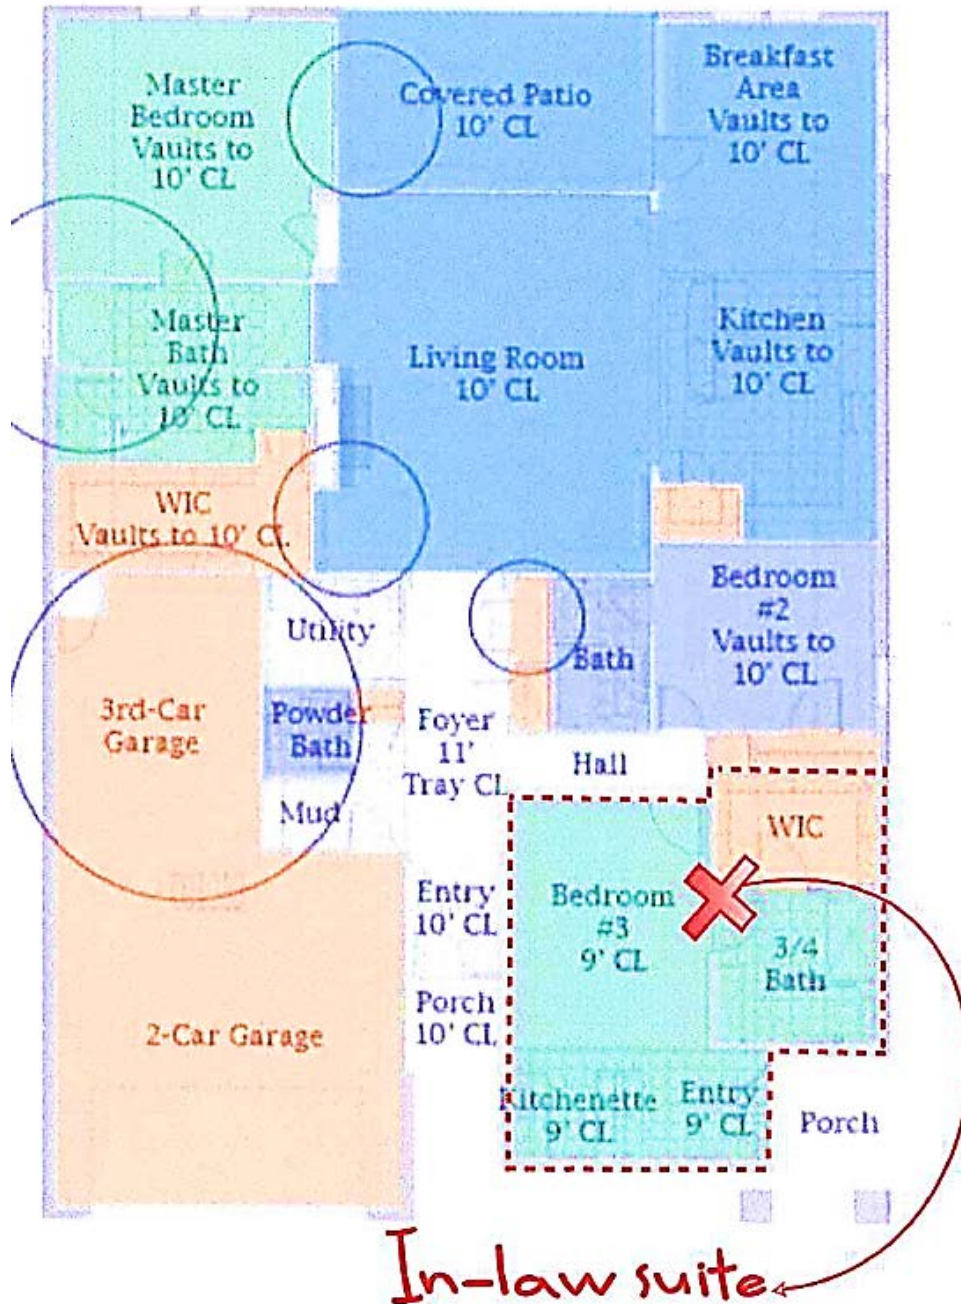 Master
Bedroom
Vaults to
10' CL
Covered Patio
10' CL
Breakfast
Area
Vaults to
10' CL
Master
Bath
Vaults to
10' CL
Living Room
10' CL
Kitchen
Vaults to
10' CL
WIC
Vaults to 10' CL
Bedroom
#2
Vaults to
10' CL
Utility
Bath
3rd-Car
Garage
Powder
Bath
Foyer
11'
Tray CL
Hall
Mud
WIC
Entry
10' CL
Bedroom
#3
9' CL
3/4
Bath
Porch
10' CL
2-Car Garage
Kitchenette
9' CL
Entry
9' CL
Porch
In-law suite